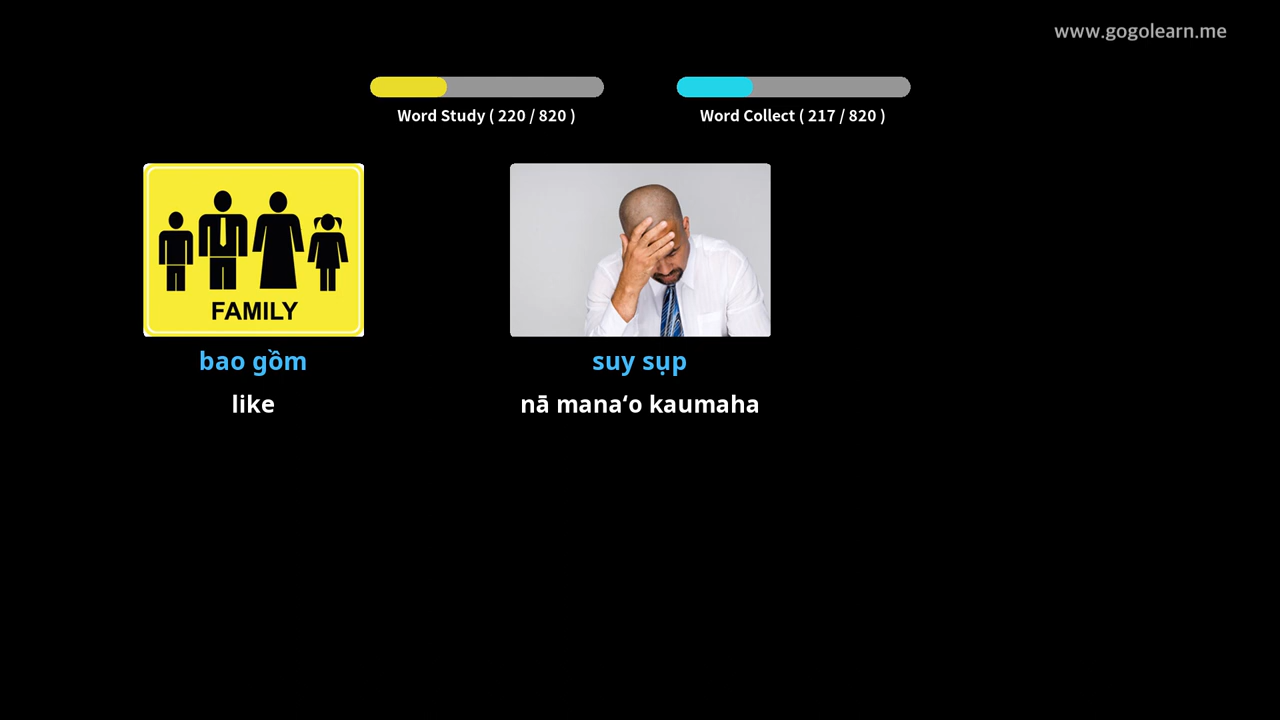 www.gogolearn.me
Word Study ( 220 / 820 )
Word Collect ( 217 / 820 )
FAMILY
bao gồm
like
suy sụp
nā manaʻo kaumaha